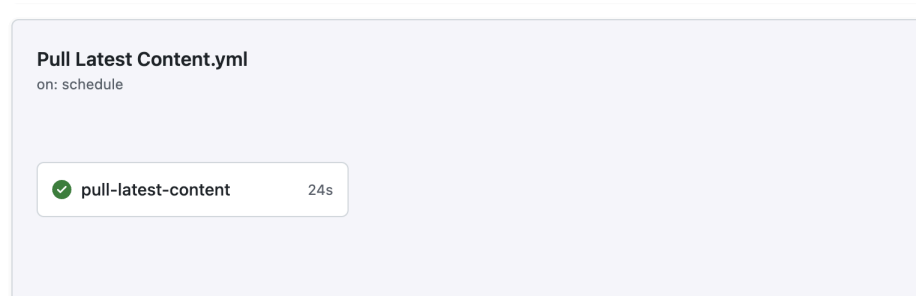 Pull Latest Content.yml
on: schedule
pull-latest-content 24s